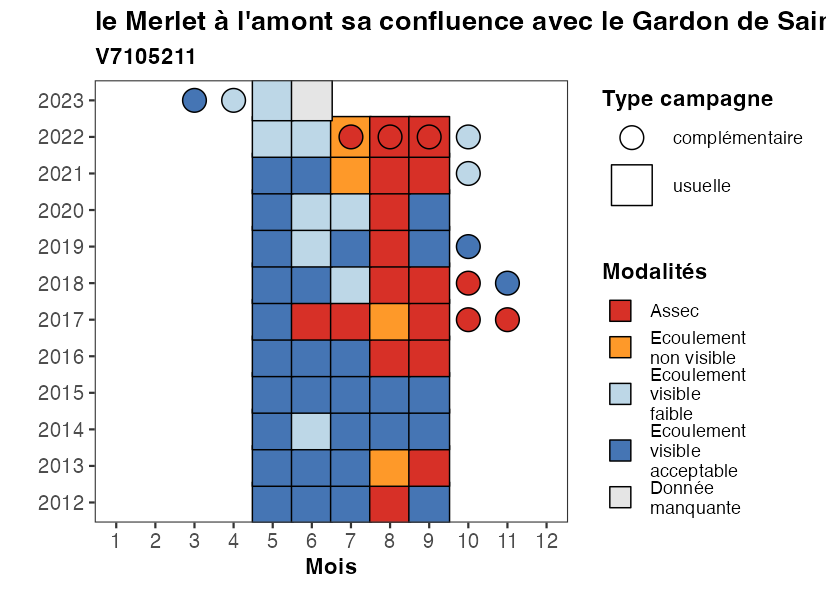 le Merlet à l'amont sa confluence avec le Gardon de Sain
V7105211
2023
2022
2021
2020
2019
2018
2017
2016
2015
2014
2013
2012
1 2 3 4 5 6 7 8 9 10 11 12
Mois
Type campagne
complémentaire
usuelle
Modalités
Assec
Ecoulement
non visible
Ecoulement
visible
faible
Ecoulement
visible
acceptable
Donnée
manquante